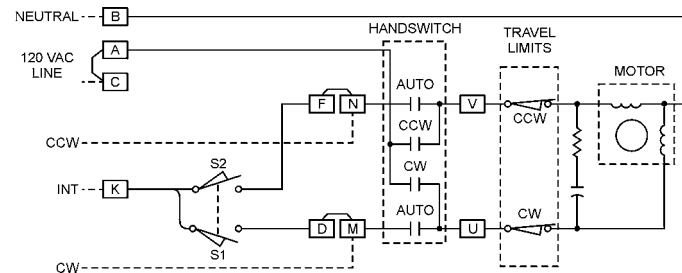 NEUTRAL
B
HANDSWITCH
TRAVEL
LIMITS
120 VAC
LINE
A
C
MOTOR
AUTO
F
N
V
CCW
CCW
CCW
S2
CW
INT
K
AUTO
CW
D
M
U
S1
CW